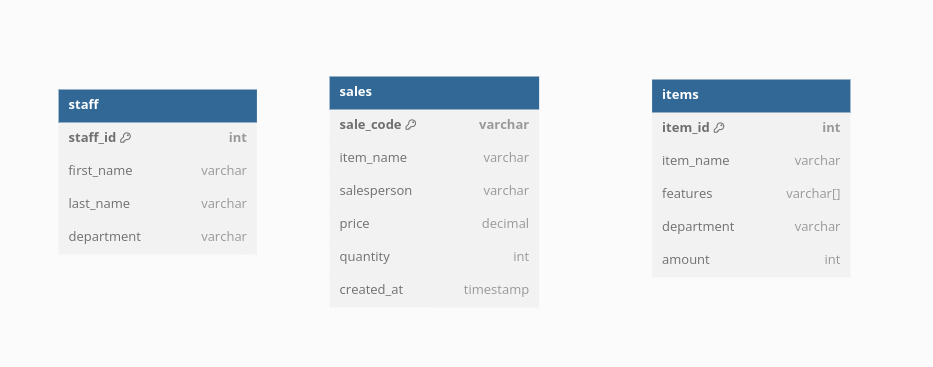 staff
staff_id int
first_name varchar
last_name varchar
department varchar
sales
sale_code varchar
item_name varchar
salesperson varchar
price decimal
quantity int
created_at timestamp
items
item_id int
item_name varchar
features varchar[]
department varchar
amount int